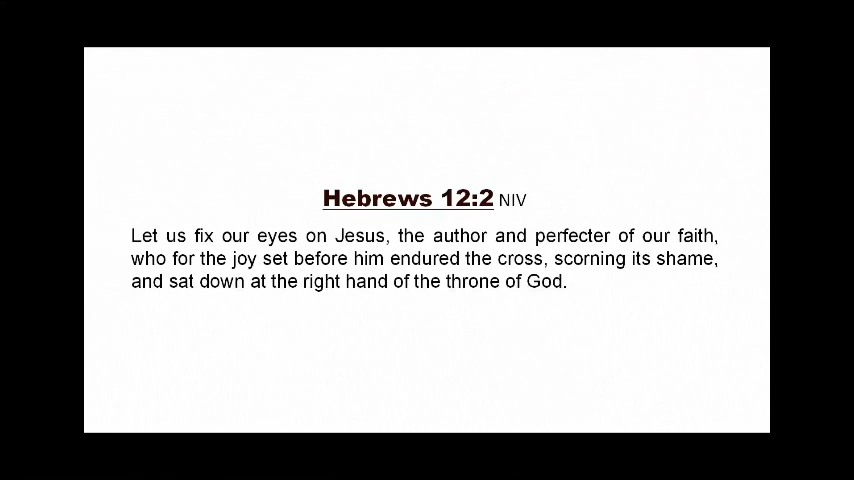 Hebrews 12:2 NIV
Let us fix our eyes on Jesus, the author and perfecter of our faith,
who for the joy set before him endured the cross, scorning its shame,
and sat down at the right hand of the throne of God.